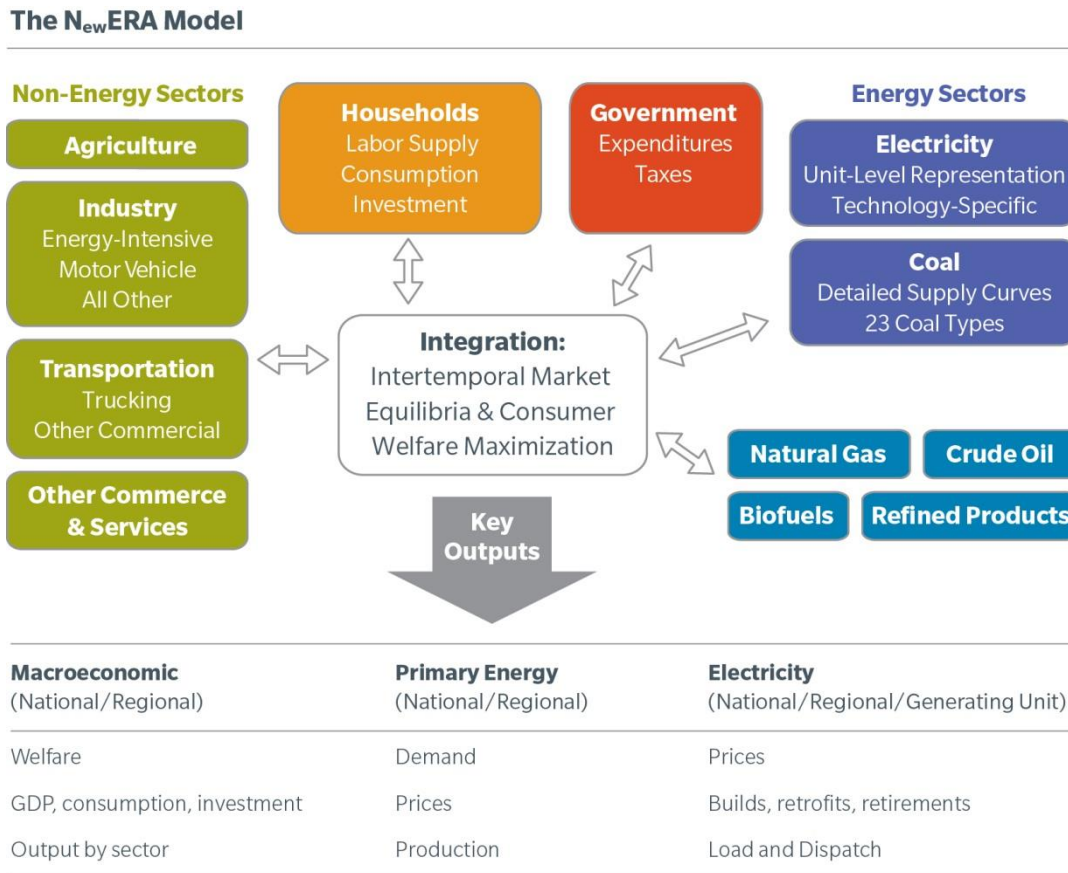 The NewERA Model
Non-Energy Sectors
Agriculture
Industry
Energy-Intensive
Motor Vehicle
All Other
Transportation
Trucking
Other Commercial
Other Commerce
& Services
Households
Labor Supply
Consumption
Investment
Government
Expenditures
Taxes
Energy Sectors
Electricity
Unit-Level Representation
Technology-Specific
Coal
Detailed Supply Curves
23 Coal Types
Integration:
Intertemporal Market
Equilibria & Consumer
Welfare Maximization
Natural Gas
Crude Oil
Biofuels
Refined Products
Key
Outputs
Macroeconomic
(National/Regional)
Welfare
GDP, consumption, investment
Output by sector
Primary Energy
(National/Regional)
Demand
Prices
Production
Electricity
(National/Regional/Generating Unit)
Prices
Builds, retrofits, retirements
Load and Dispatch